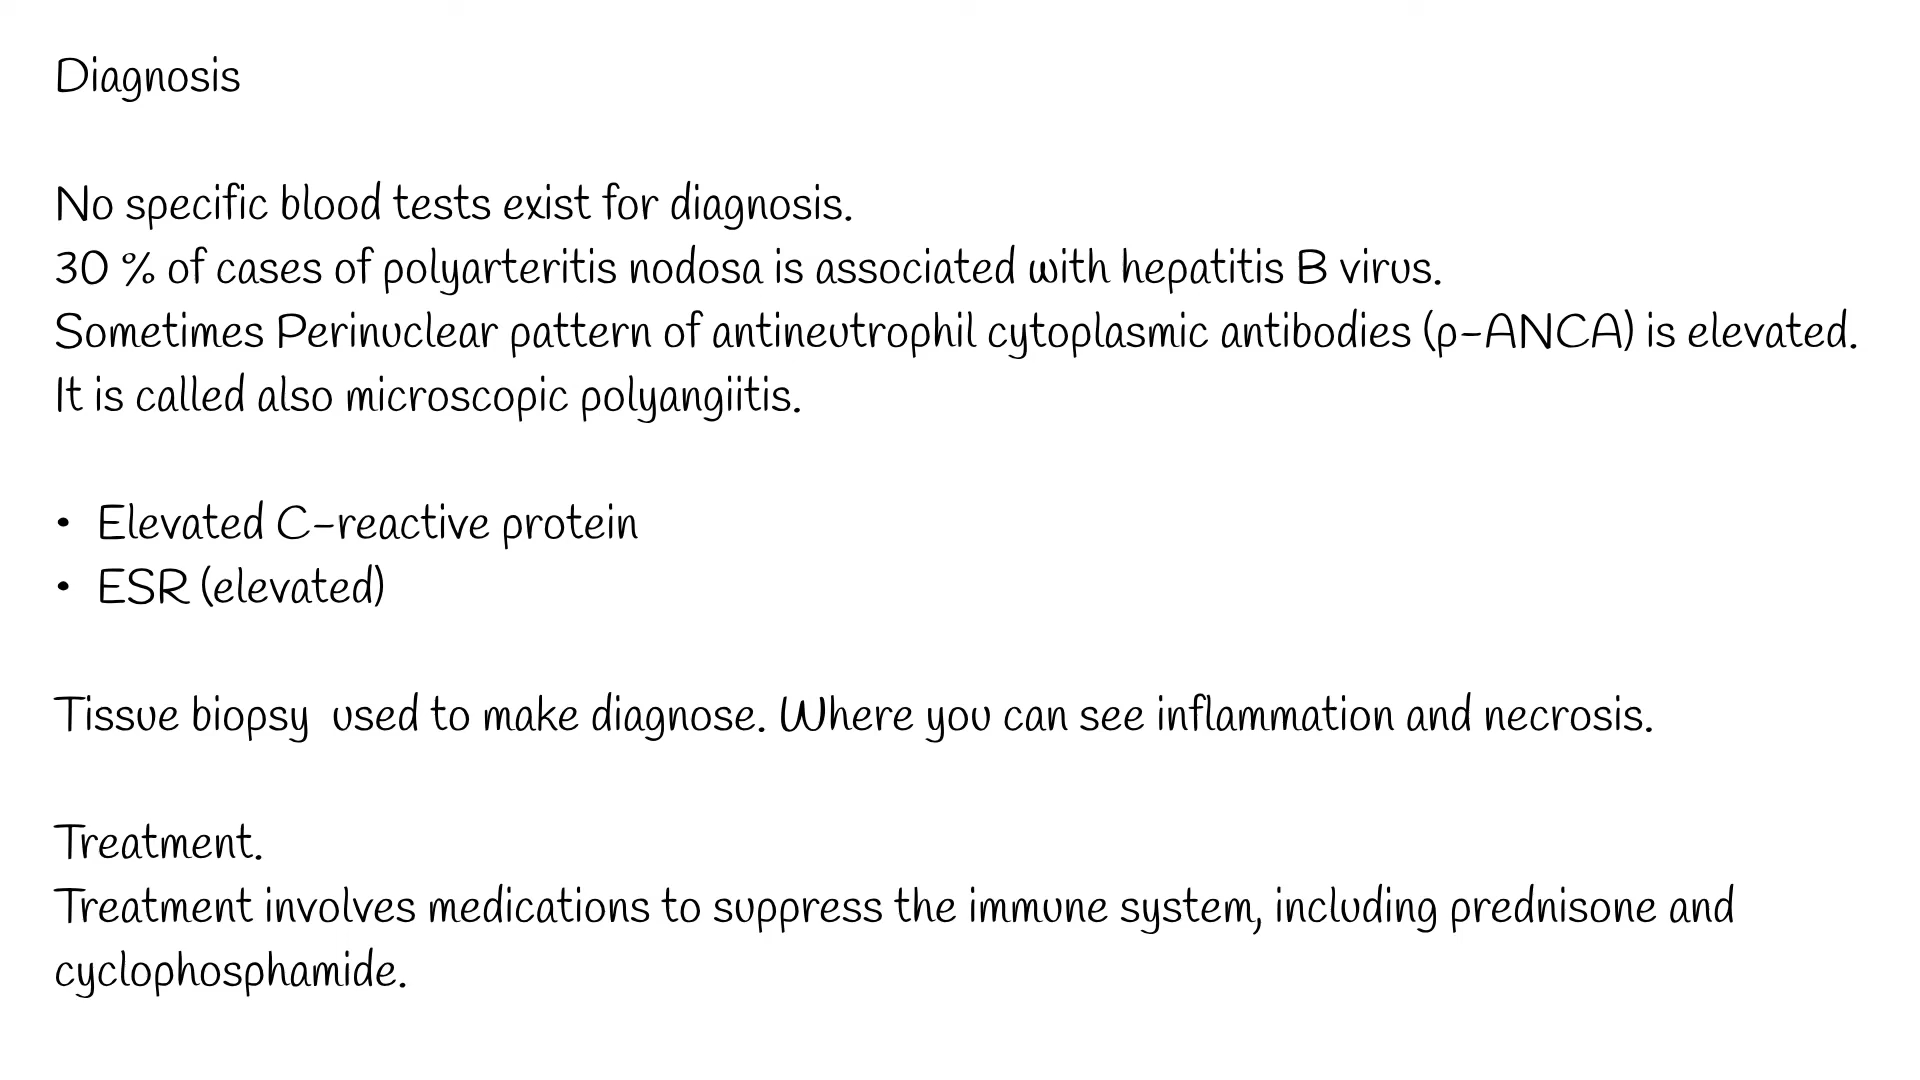 Diagnosis
No specific blood tests exist for diagnosis.
30 % of cases of polyarteritis nodosa is associated with hepatitis B virus.
Sometimes Perinuclear pattern of antineutrophil cytoplasmic antibodies (p-ANCA) is elevated.
It is called also microscopic polyangiitis.
• Elevated C-reactive protein
• ESR (elevated)
Tissue biopsy  used to make diagnose. Where you can see inflammation and necrosis.
Treatment.
Treatment involves medications to suppress the immune system, including prednisone and
cyclophosphamide.